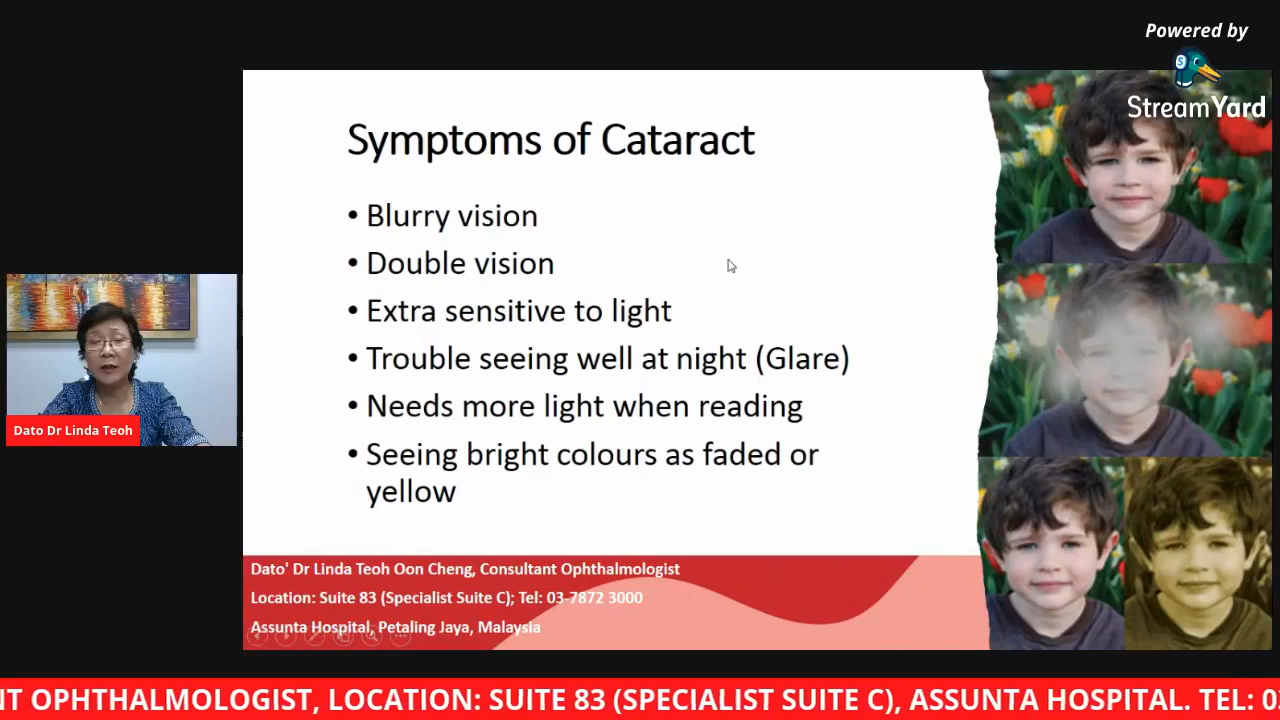 Powered by
StreamYard
Symptoms of Cataract
• Blurry vision
• Double vision
• Extra sensitive to light
• Trouble seeing well at night (Glare)
• Needs more light when reading
• Seeing bright colours as faded or
yellow
Dato Dr Linda Teoh
Dato' Dr Linda Teoh Oon Cheng, Consultant Ophthalmologist
Location: Suite 83 (Specialist Suite C); Tel: 03-7872 3000
Assunta Hospital, Petaling Jaya, Malaysia
NT OPHTHALMOLOGIST, LOCATION: SUITE 83 (SPECIALIST SUITE C), ASSUNTA HOSPITAL. TEL: 03